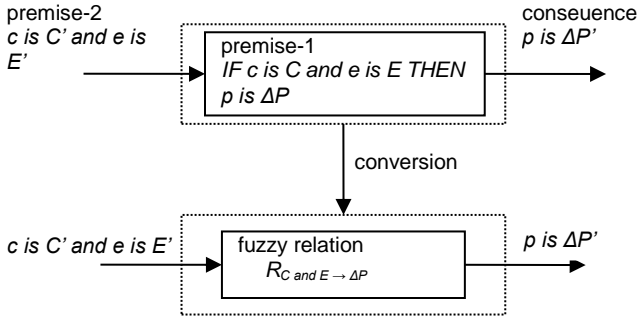 premise-2
c is C’ and e is
E’
premise-1
IF c is C and e is E THEN
p is ΔP
conseuence
p is ΔP’
conversion
c is C’ and e is E’
fuzzy relation
R C and E → ΔP
p is ΔP’